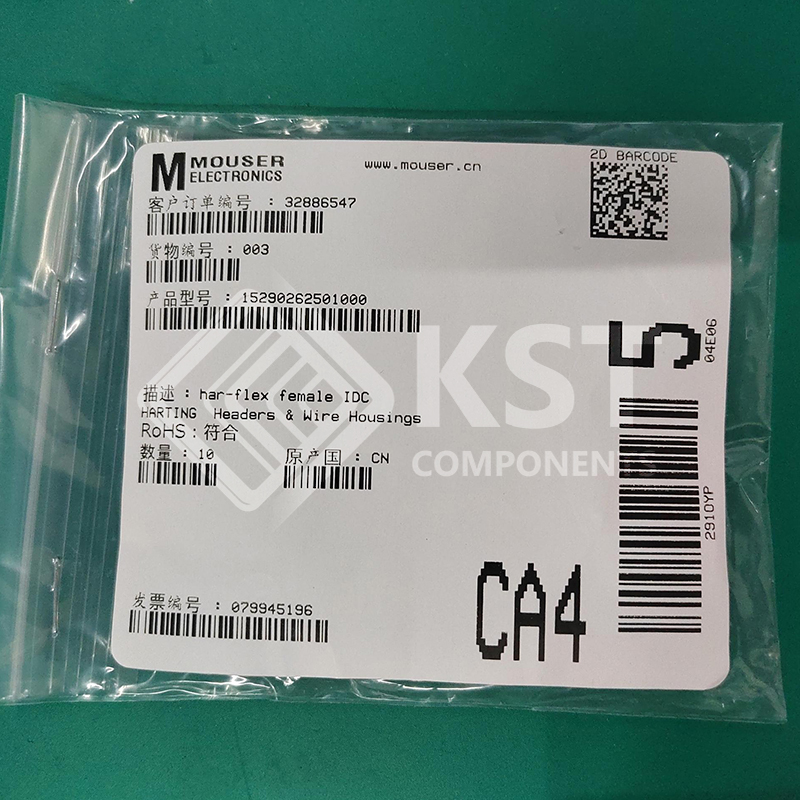 MOUSER
ELECTRONICS
www.mouser.cn
2D BARCODE
客户订单编号 : 32886547
货物编号 : 003
产品型号 : 15290262501000
5
04E06
KST
描述 : har-flex female IDC
HARTING Headers & Wire Housings
RoHS : 符合
COMPONENTS
数量 : 10 原产国 : CN
2910YP
CA4
发票编号 : 079945196